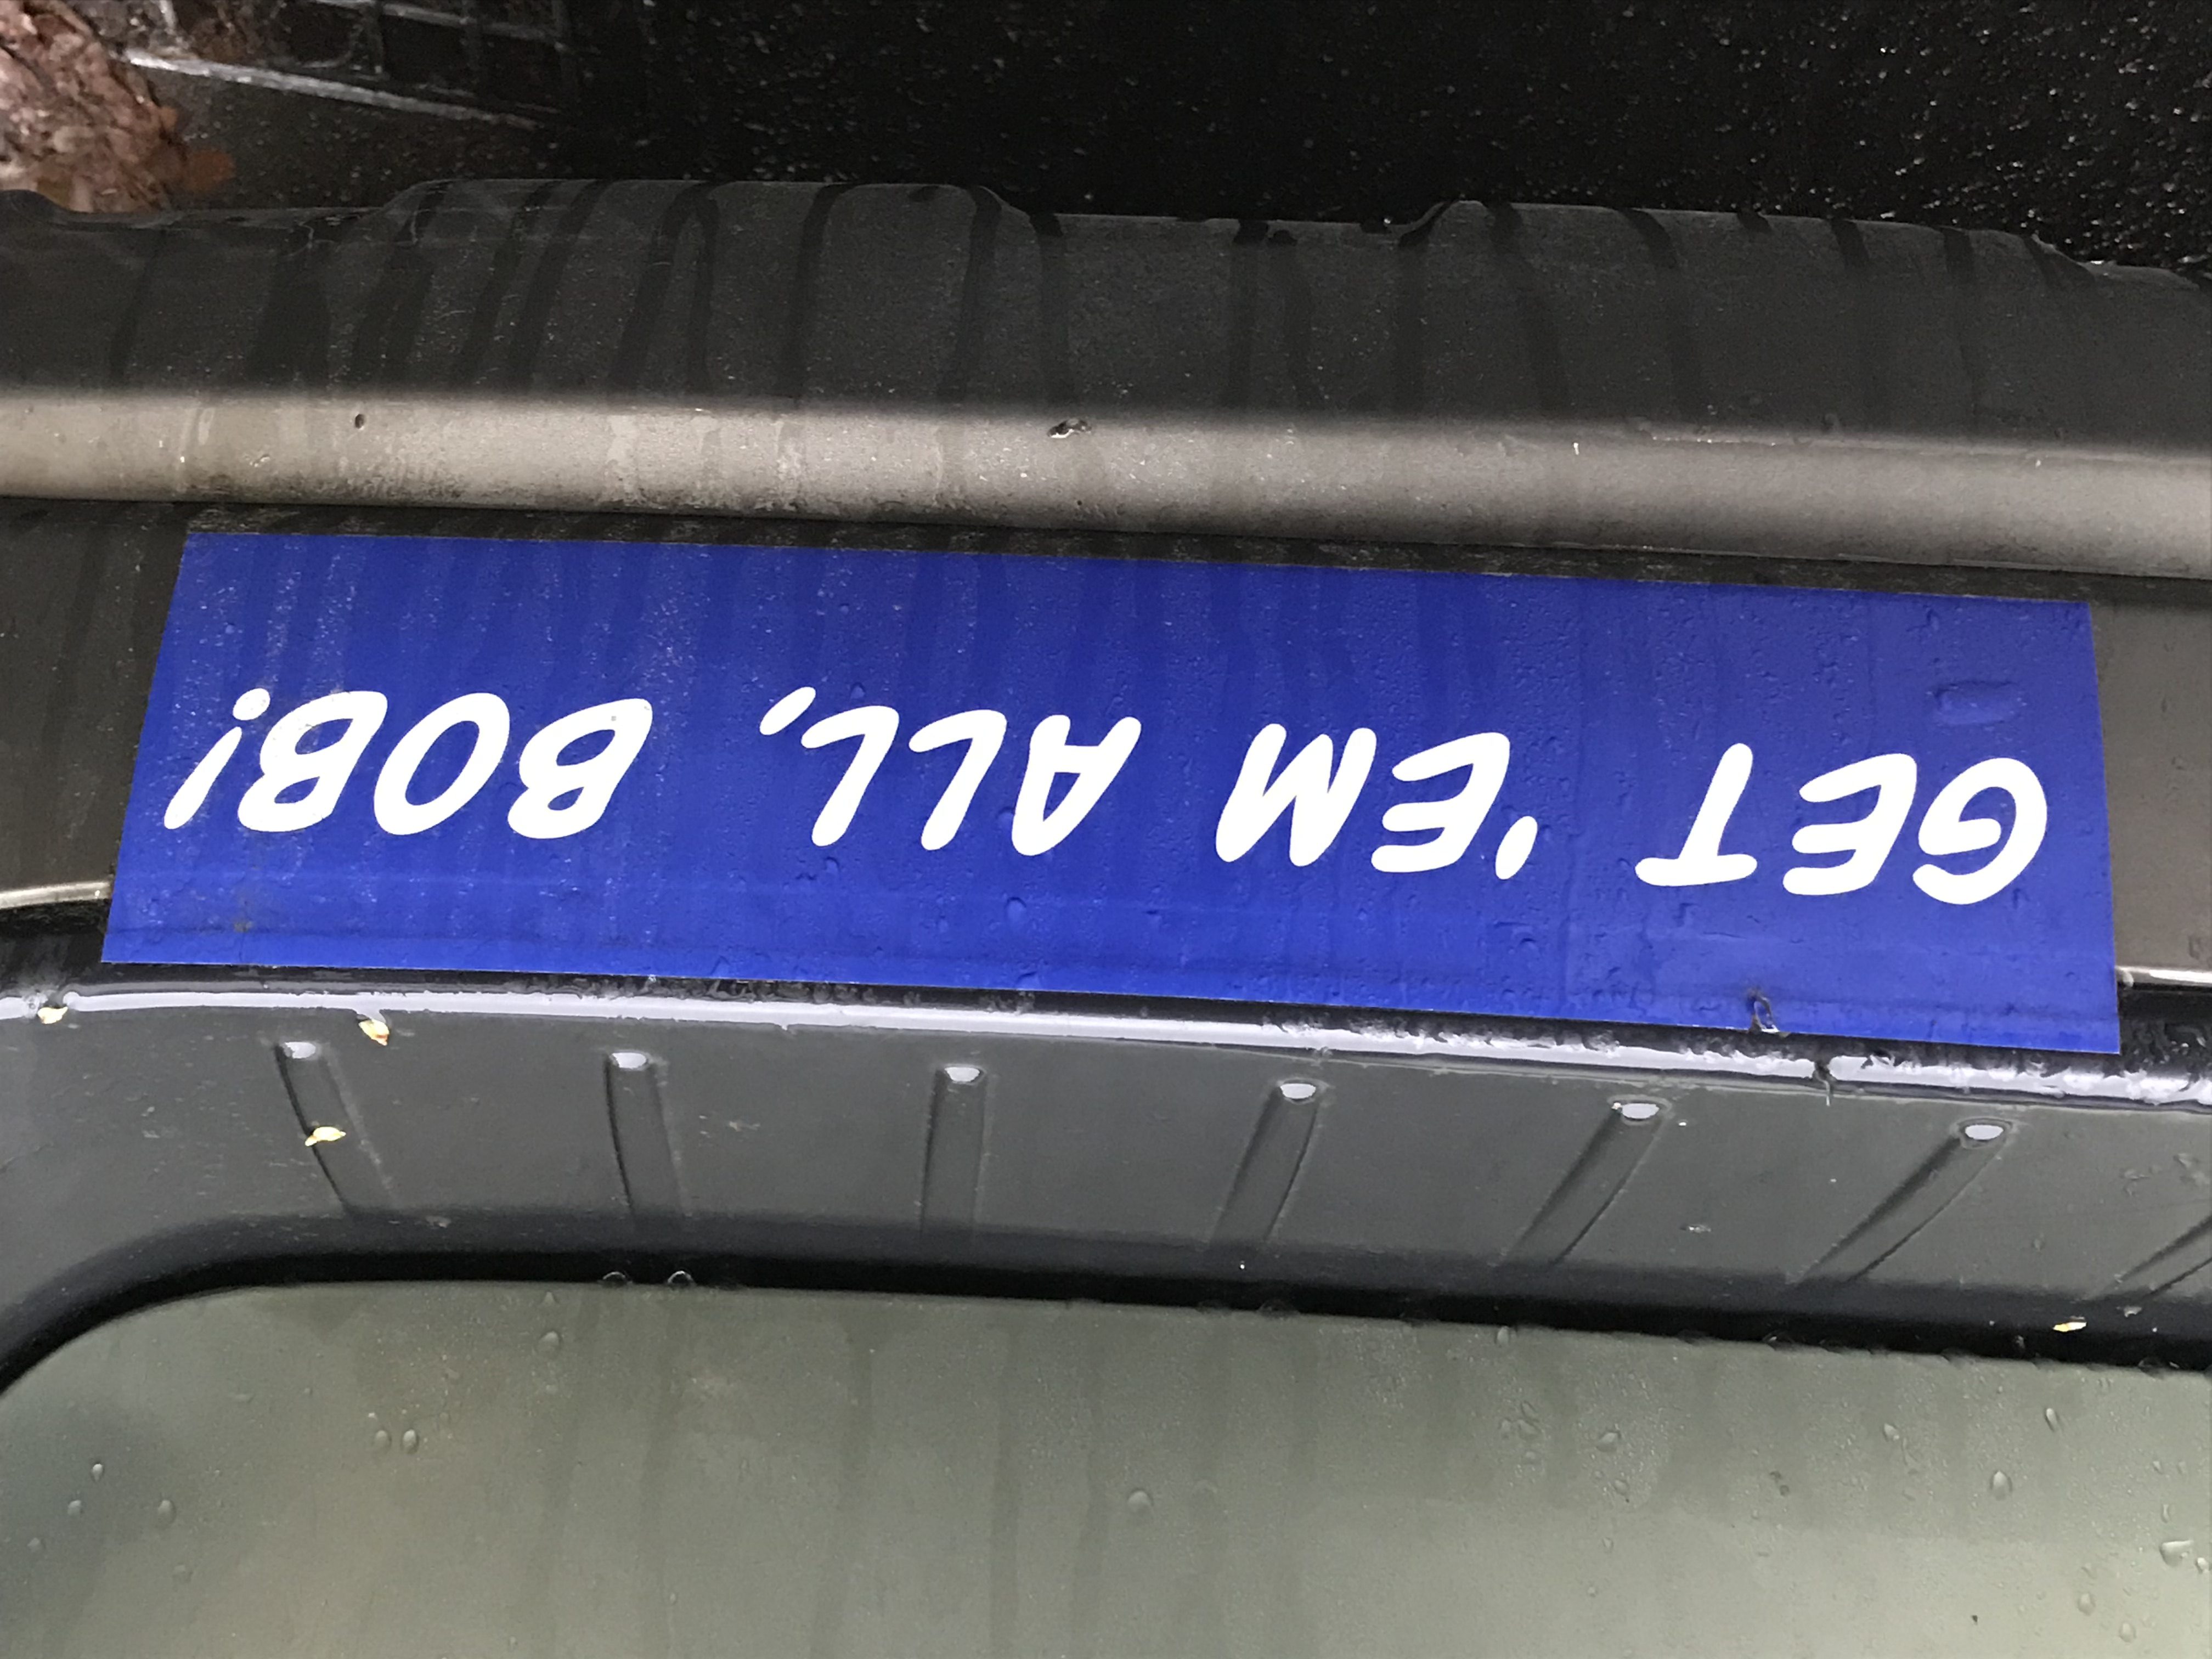 GET 'EM ALL, BOB!